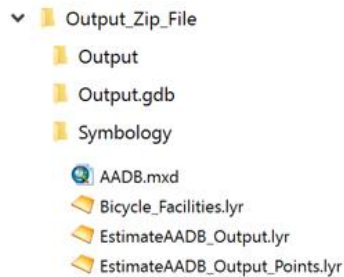 Output_Zip_File
Output
Output.gdb
Symbology
AADB.mxd
Bicycle_Facilities.lyr
EstimateAADB_Output.lyr
EstimateAADB_Output_Points.lyr